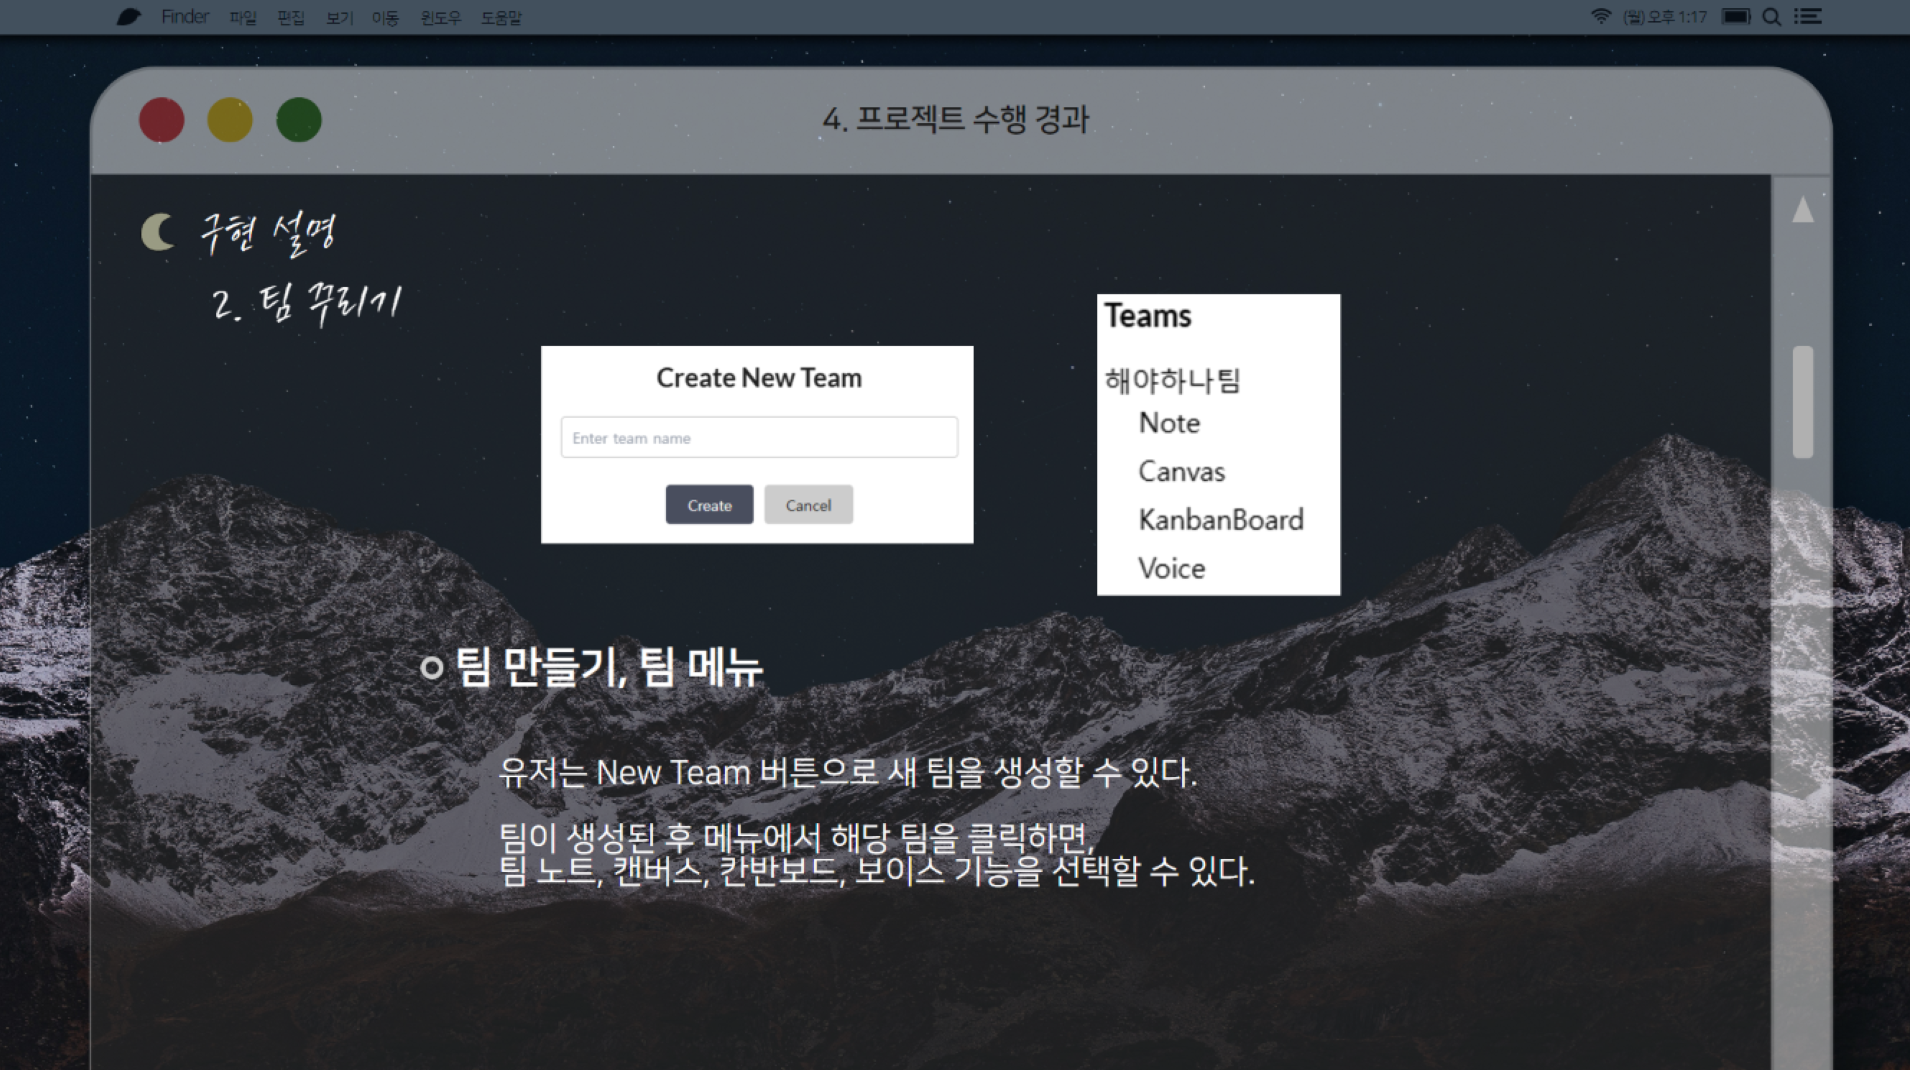 Finder 파일 편집 보기 이동 윈도우 도움말 (월)오후 1:17
4. 프로젝트 수행 경과
구현 설명
2. 팀 꾸리기
Create New Team
Enter team name
Create Cancel
Teams
해야하나팀
Note
Canvas
KanbanBoard
Voice
팀 만들기, 팀 메뉴
유저는 New Team 버튼으로 새 팀을 생성할 수 있다.
팀이 생성된 후 메뉴에서 해당 팀을 클릭하면,
팀 노트, 캔버스, 칸반보드, 보이스 기능을 선택할 수 있다.